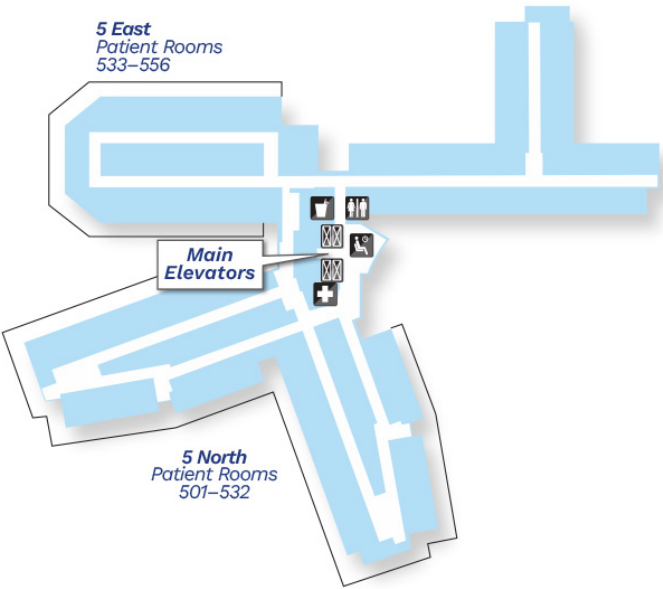 5 East
Patient Rooms
533–556
Main
Elevators
5 North
Patient Rooms
501–532